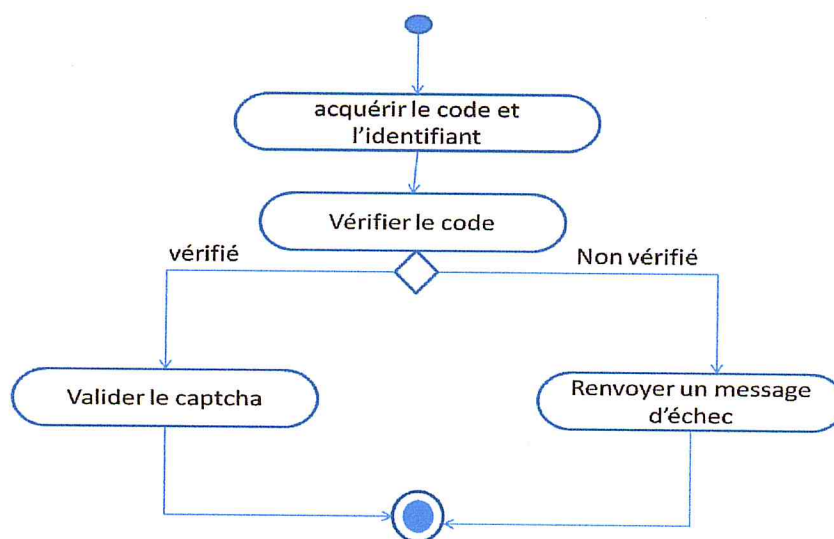 acquérir le code et
l'identifiant
Vérifier le code
vérifié
Non vérifié
Valider le captcha
Renvoyer un message
d'échec